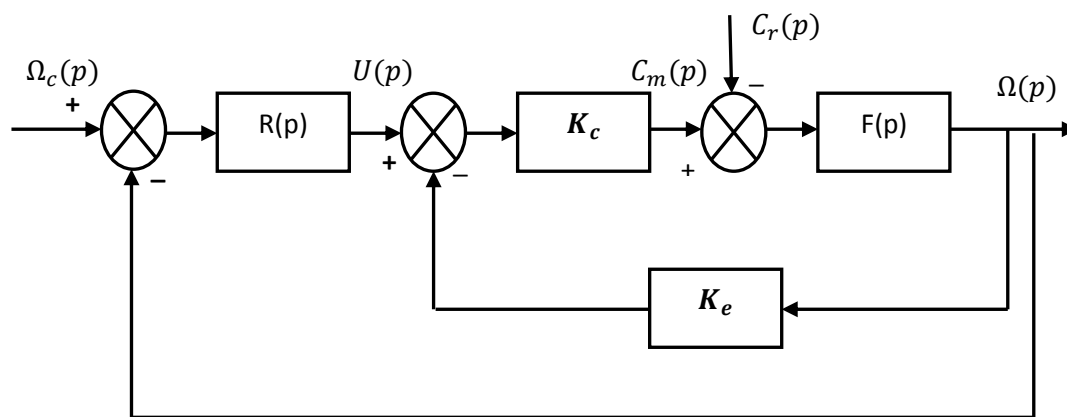 C_r(p)
Ω_c(p) U(p) C_m(p) − Ω(p)
+
R(p) K_c F(p)
− + − +
K_e